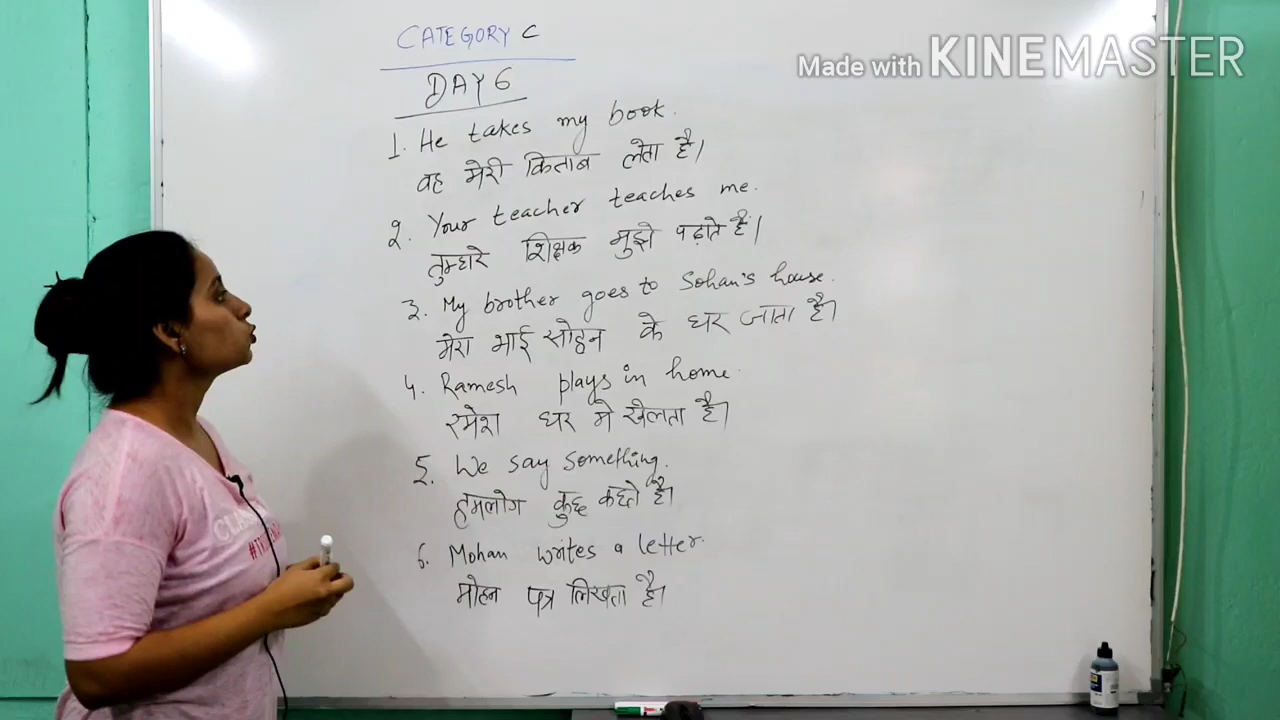 CATEGORY C
Made with KINEMASTER
DAY 6
1. He takes my book.
वह मेरी किताब लेता है।
2. Your teacher teaches me.
तुम्हारे शिक्षक मुझे पढ़ाते हैं।
3. My brother goes to Sohan's house.
मेरा भाई सोहन के घर जाता है।
4. Ramesh plays in home.
रमेश घर मे खेलता है।
5. We say something.
हमलोग कुछ कहते है।
6. Mohan writes a letter.
मोहन पत्र लिखता है।